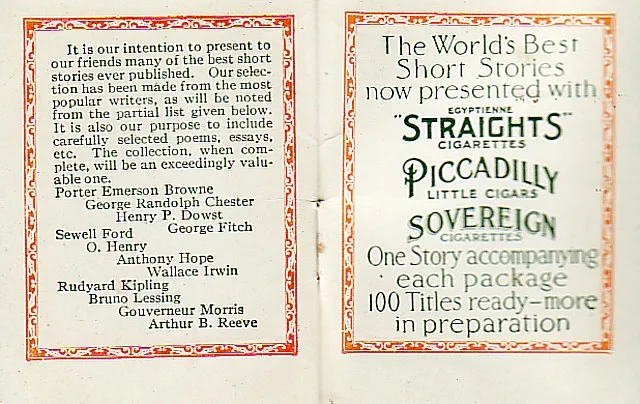 It is our intention to present to
our friends many of the best short
stories ever published. Our selec-
tion has been made from the most
popular writers, as will be noted
from the partial list given below.
It is also our purpose to include
carefully selected poems, essays,
etc. The collection, when com-
plete, will be an exceedingly valu-
able one.
Porter Emerson Browne
George Randolph Chester
Henry P. Dowst
George Fitch
Sewell Ford
O. Henry
Anthony Hope
Wallace Irwin
Rudyard Kipling
Bruno Lessing
Gouverneur Morris
Arthur B. Reeve
The World's Best
Short Stories
now presented with
EGYPTIENNE
"STRAIGHTS"
CIGARETTES
PICCADILLY
LITTLE CIGARS
SOVEREIGN
CIGARETTES
One Story accompanying
each package
100 Titles ready—more
in preparation